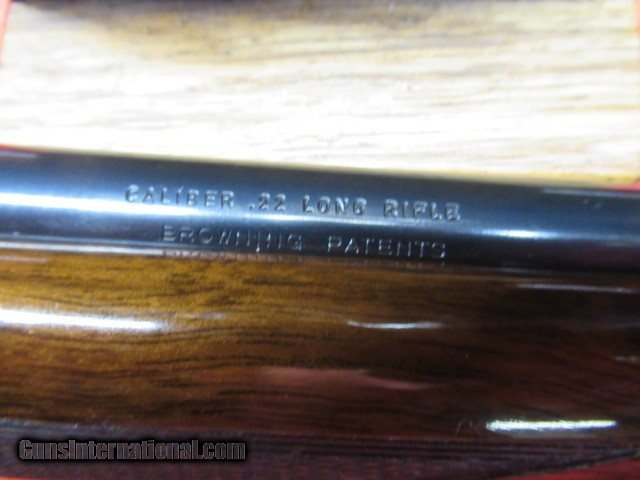 CALIBER .22 LONG RIFLE
BROWNING PATENTS
GunsInternational.com